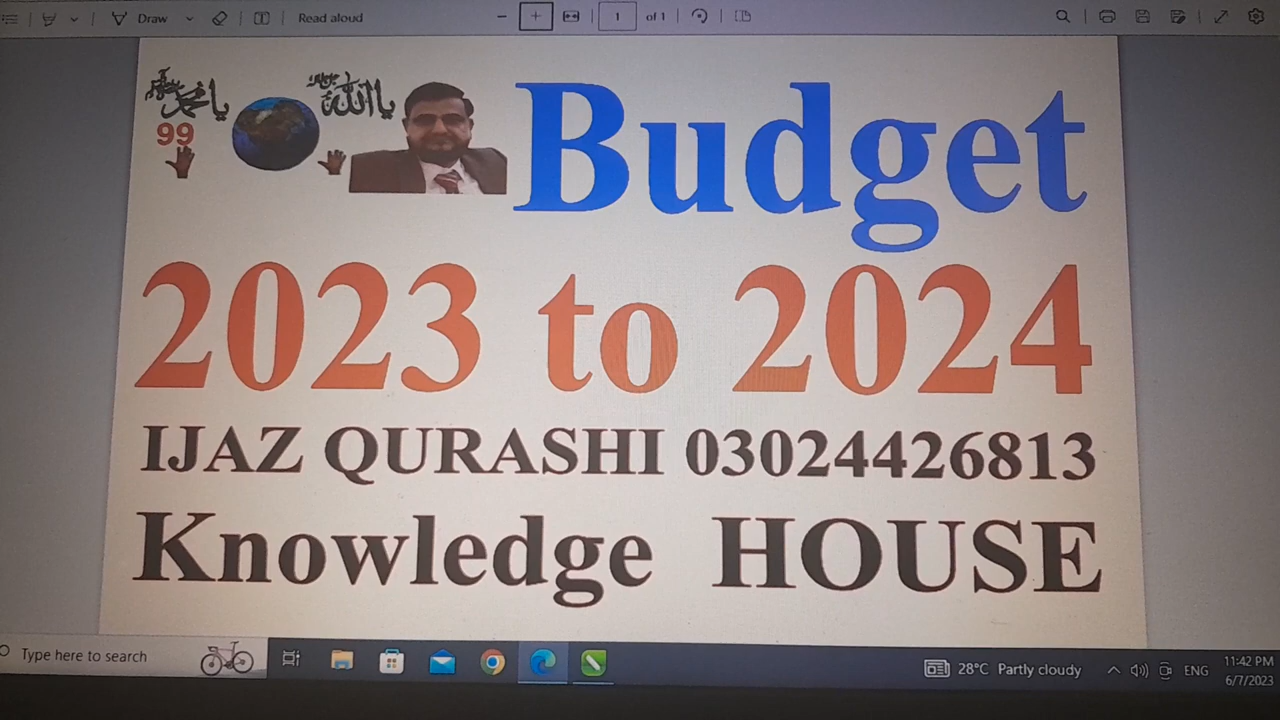 Draw
Read aloud
1 of 1
یا محمد
یا اللہ
99
Budget
2023 to 2024
IJAZ QURASHI 03024426813
Knowledge HOUSE
Type here to search
28°C Partly cloudy
ENG
11:42 PM
6/7/2023